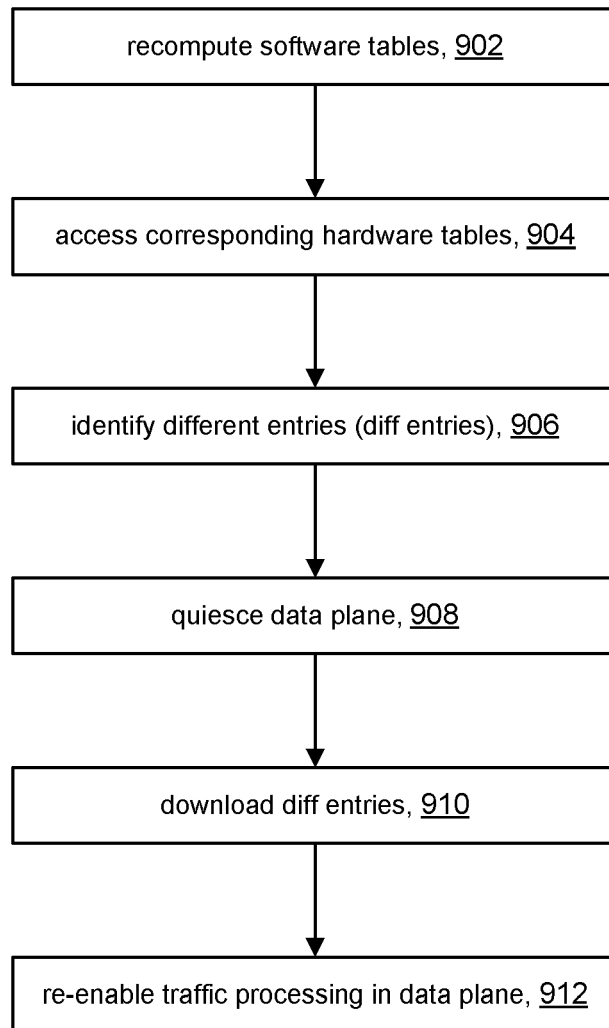 recompute software tables, 902
access corresponding hardware tables, 904
identify different entries (diff entries), 906
quiesce data plane, 908
download diff entries, 910
re-enable traffic processing in data plane, 912